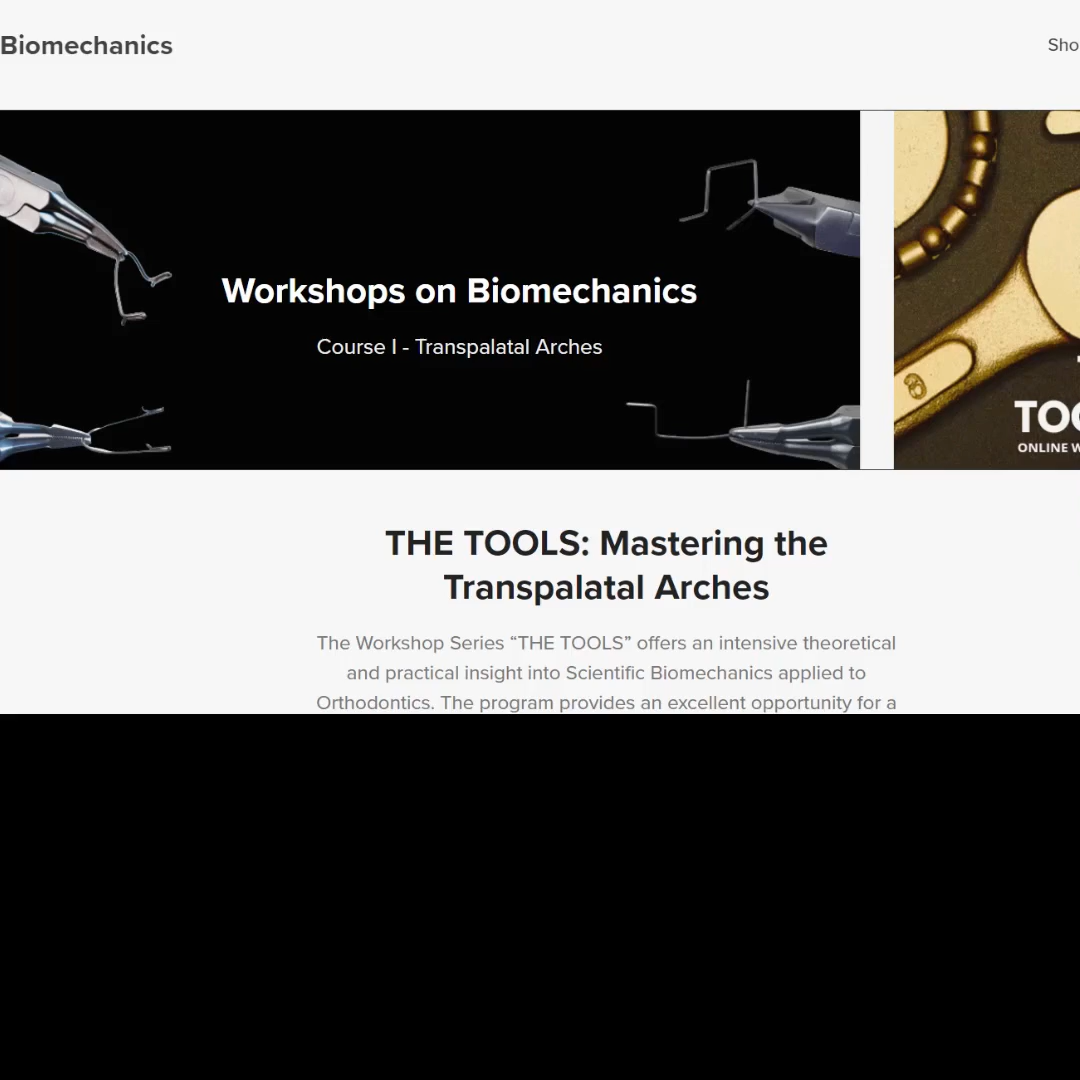 Biomechanics
Workshops on Biomechanics
Course I - Transpalatal Arches
ONLINE
THE TOOLS: Mastering the
Transpalatal Arches
The Workshop Series “THE TOOLS” offers an intensive theoretical
and practical insight into Scientific Biomechanics applied to
Orthodontics. The program provides an excellent opportunity for a